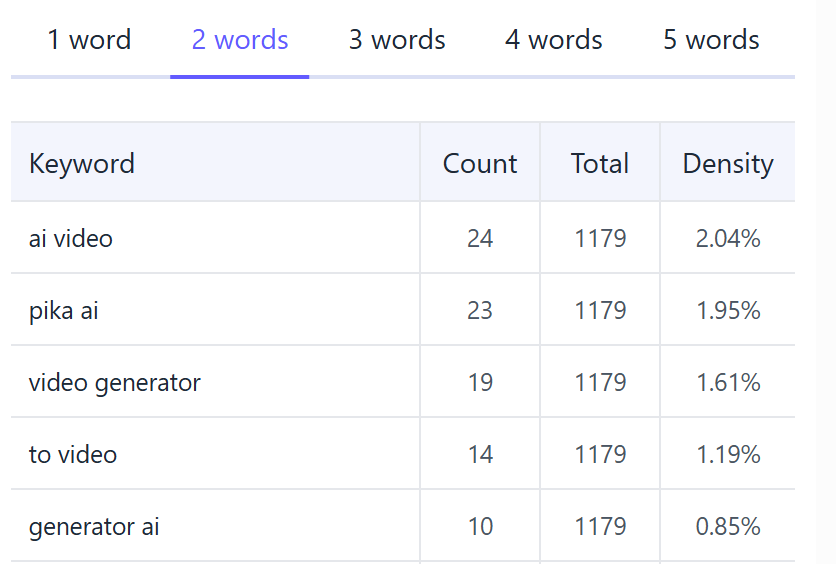 1 word 2 words 3 words 4 words 5 words
Keyword Count Total Density
ai video 24 1179 2.04%
pika ai 23 1179 1.95%
video generator 19 1179 1.61%
to video 14 1179 1.19%
generator ai 10 1179 0.85%